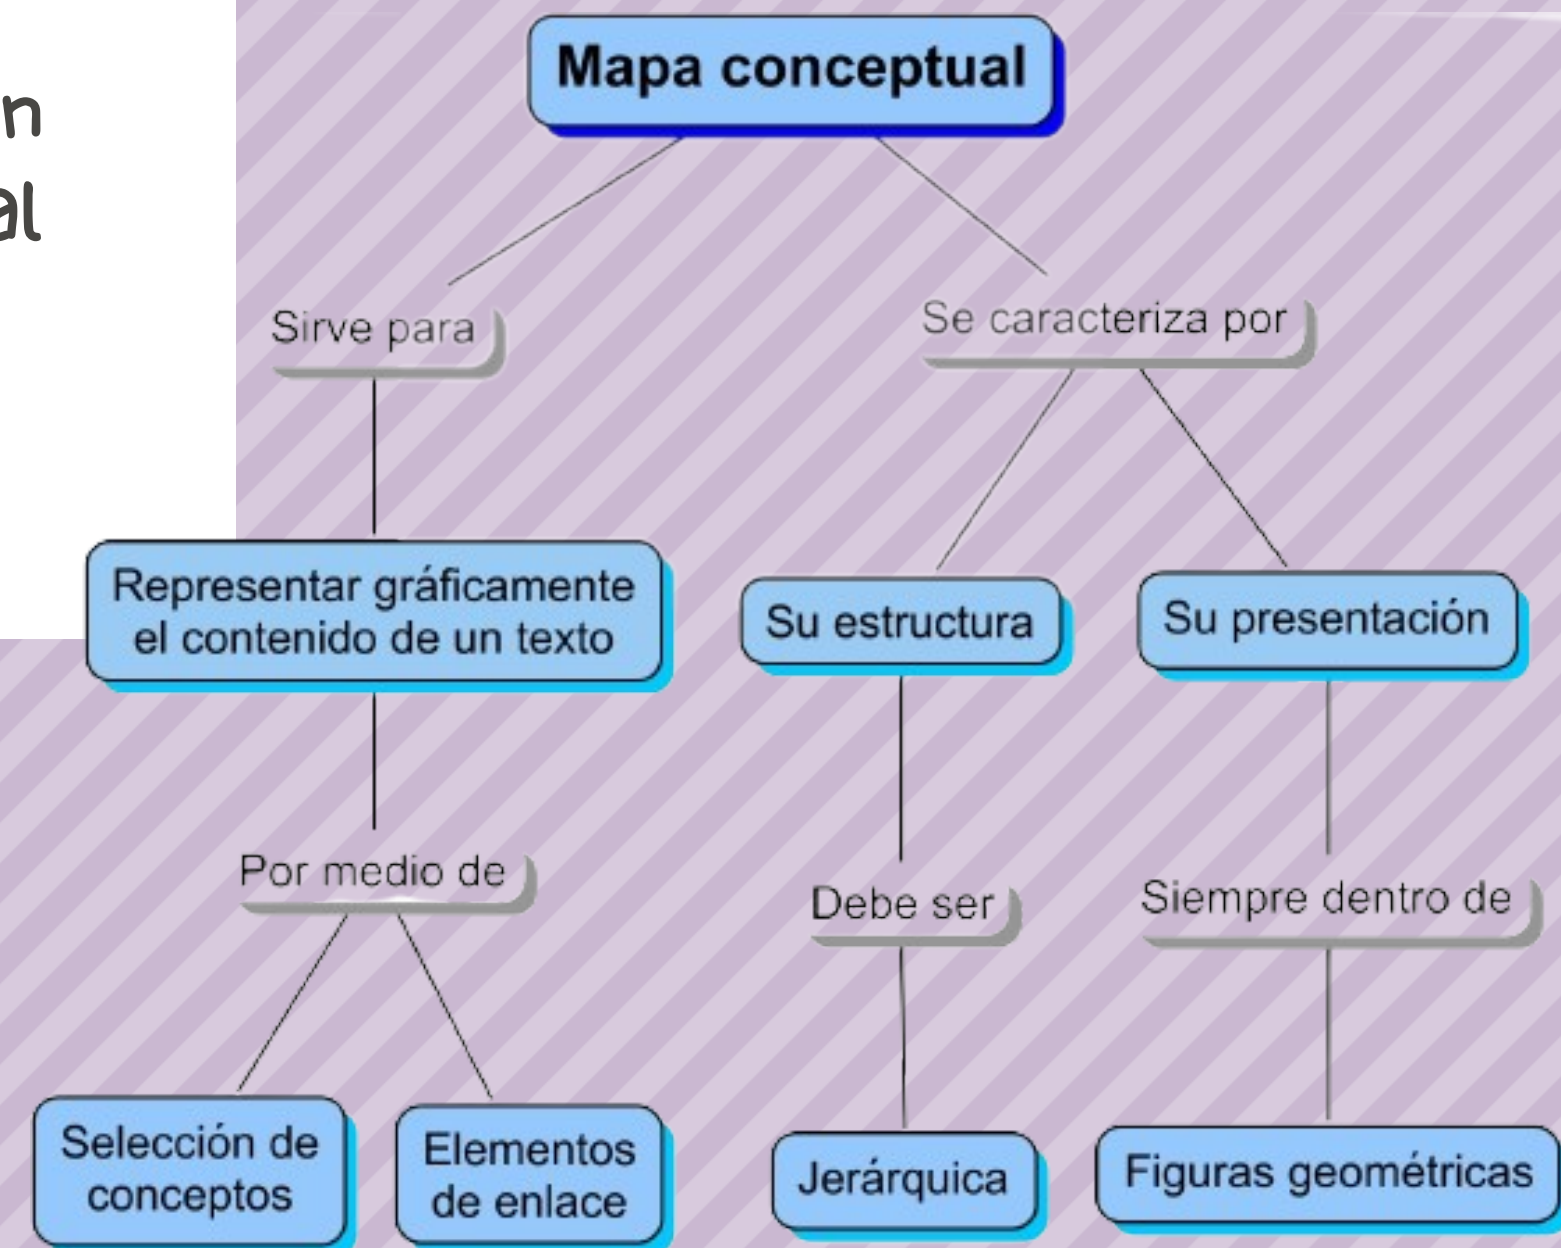 n
al
Mapa conceptual
Sirve para
Se caracteriza por
Representar gráficamente
el contenido de un texto
Su estructura
Su presentación
Por medio de
Debe ser
Siempre dentro de
Selección de
conceptos
Elementos
de enlace
Jerárquica
Figuras geométricas